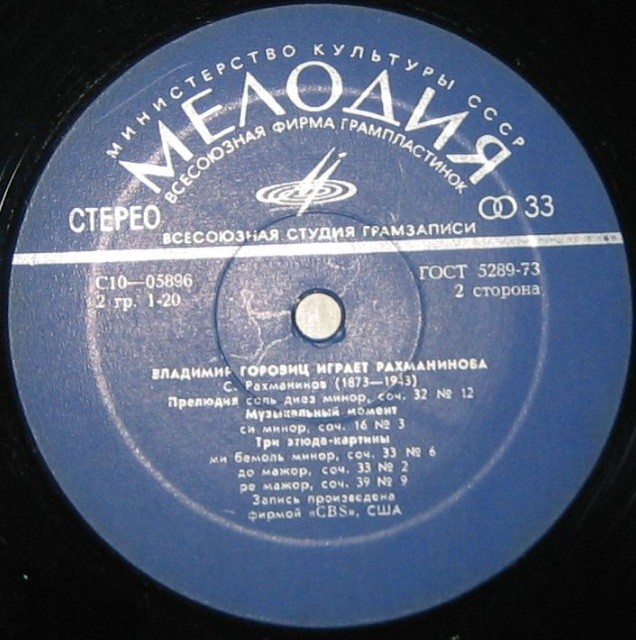 МИНИСТЕРСТВО КУЛЬТУРЫ СССР
МЕЛОДИЯ
ВСЕСОЮЗНАЯ ФИРМА ГРАМПЛАСТИНОК
СТЕРЕО
33
ВСЕСОЮЗНАЯ СТУДИЯ ГРАМЗАПИСИ
С10—05896
ГОСТ 5289-73
2 гр. 1-20
2 сторона
ВЛАДИМИР ГОРОВИЦ ИГРАЕТ РАХМАНИНОВА
С. Рахманинов (1873—1943)
Прелюдия соль диез минор, соч. 32 № 12
Музыкальный момент
си минор, соч. 16 № 3
Три этюда-картины
ми бемоль минор, соч. 33 № 6
до мажор, соч. 33 № 2
ре мажор, соч. 39 № 9
Запись произведена
фирмой «CBS», США